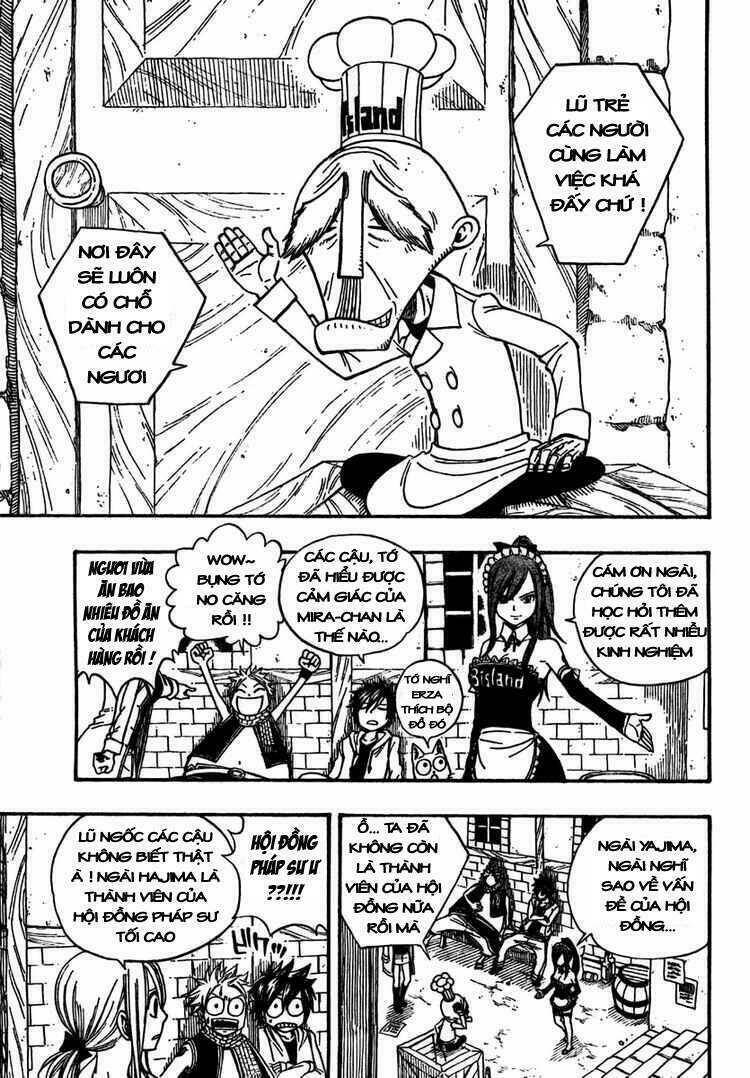 LŨ TRẺ
CÁC NGƯỜI
CÙNG LÀM
VIỆC KHÁ
ĐẤY CHỨ !
Bisland
NƠI ĐÂY
SẼ LUÔN
CÓ CHỖ
DÀNH CHO
CÁC
NGƯƠI
CÁM ƠN NGÀI,
CHÚNG TÔI ĐÃ
HỌC HỎI THÊM
ĐƯỢC RẤT NHIỀU
KINH NGHIỆM
8island
CÁC CẬU, TỚ
ĐÃ HIỂU ĐƯỢC
CẢM GIÁC CỦA
MIRA-CHAN LÀ
THẾ NÀO...
TỚ NGHĨ
ERZA
THÍCH BỘ
ĐỒ ĐÓ
WOW~
BỤNG TỚ
NO CĂNG
RỒI !!
NGƯƠI VỪA
ĂN BAO
NHIÊU ĐỒ ĂN
CỦA KHÁCH
HÀNG RỒI !
NGÀI YAJIMA,
NGÀI NGHĨ
SAO VỀ VẤN
ĐỀ CỦA HỘI
ĐỒNG...
Ồ... TA ĐÃ
KHÔNG CÒN
LÀ THÀNH
VIÊN CỦA HỘI
ĐỒNG NỮA
RỒI MÀ
HỘI ĐỒNG
PHÁP SƯ Ư
??!!!
LŨ NGỐC CÁC CẬU
KHÔNG BIẾT THẬT
À ! NGÀI HAJIMA LÀ
THÀNH VIÊN CỦA
HỘI ĐỒNG PHÁP SƯ
TỐI CAO